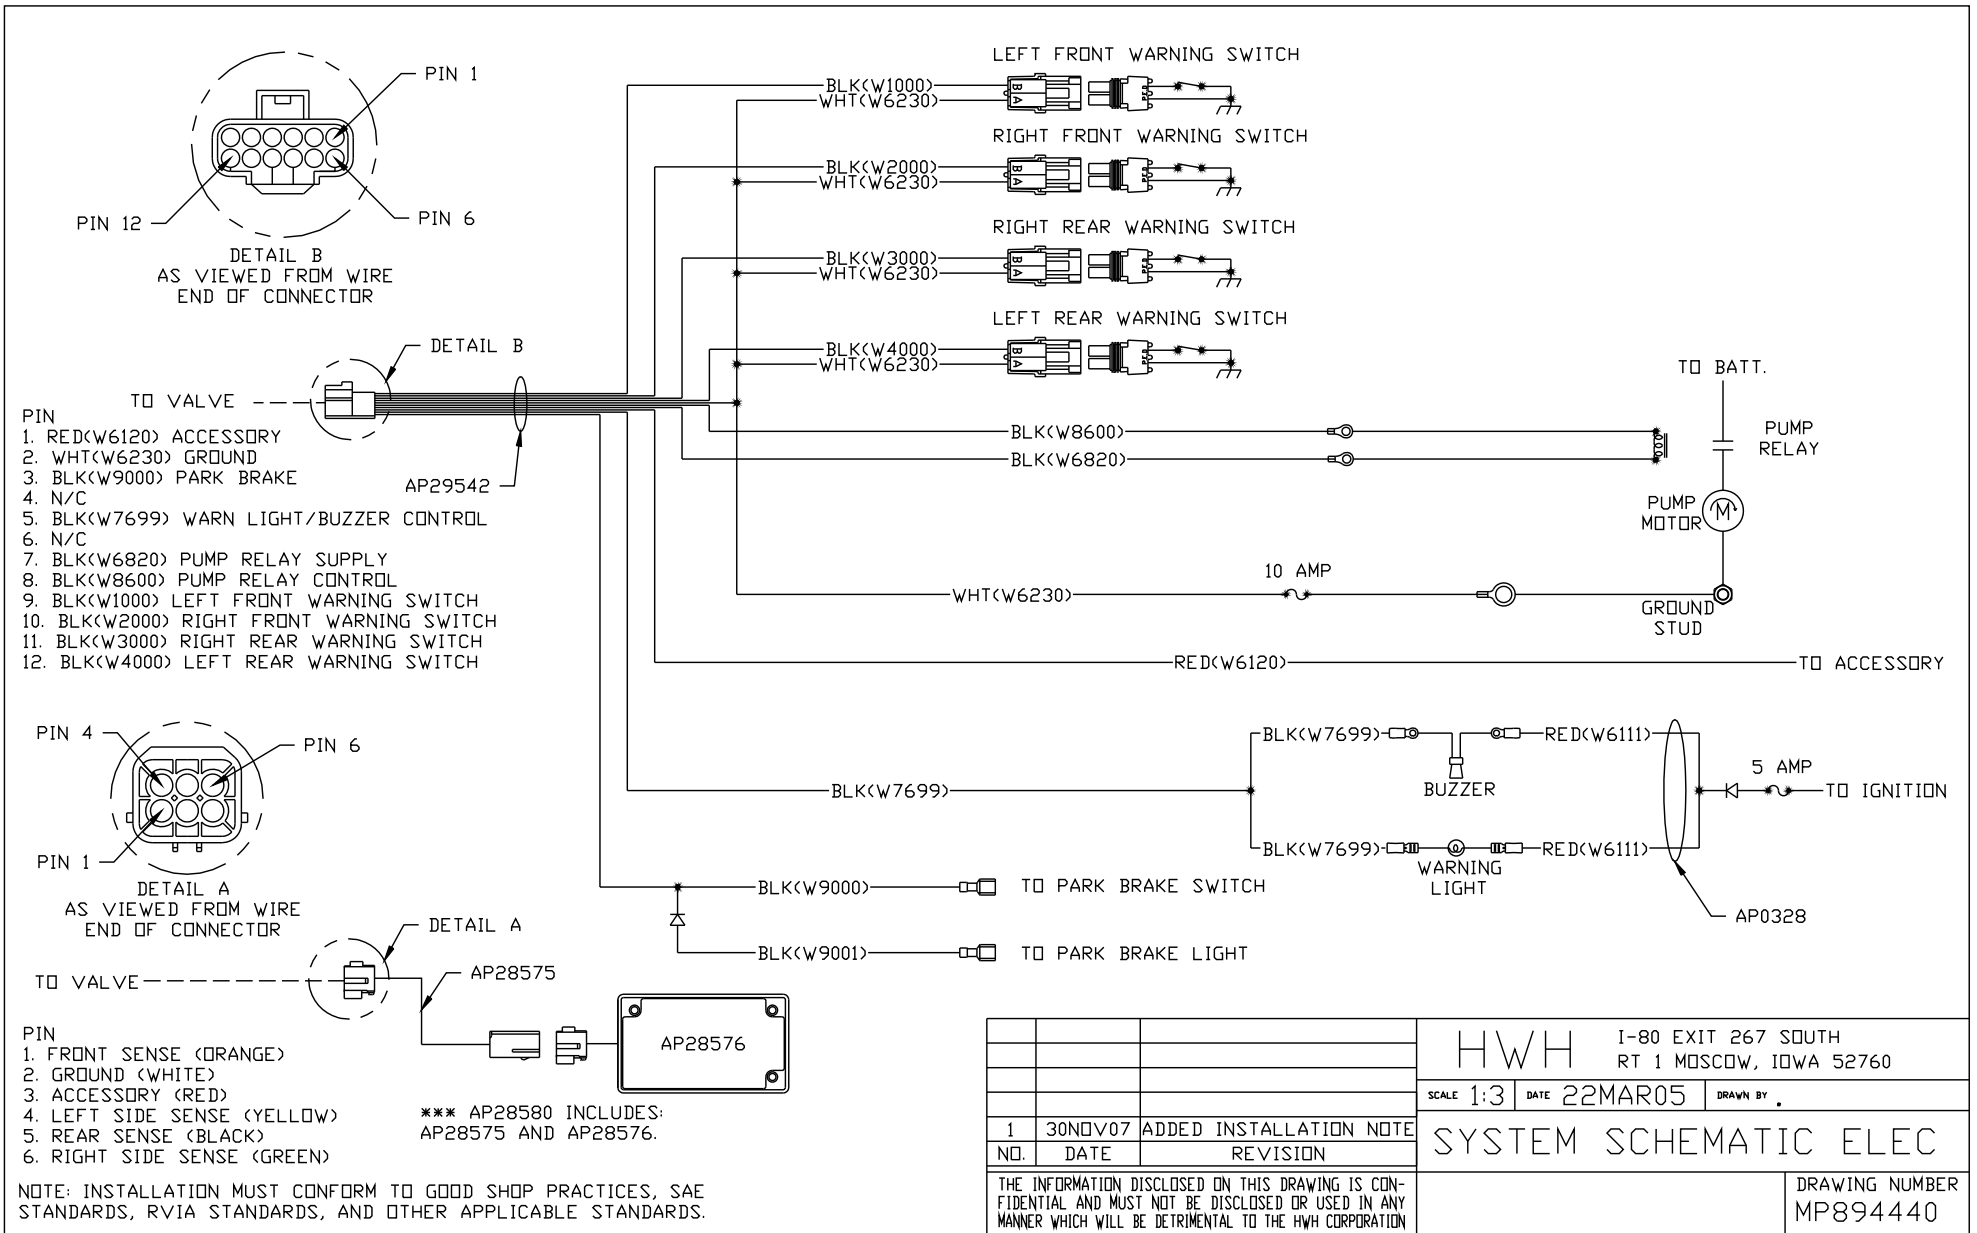 PIN 1
PIN 12
PIN 6
DETAIL B
AS VIEWED FROM WIRE
END OF CONNECTOR
DETAIL B
TO VALVE
AP29542
PIN
1. RED(W6120) ACCESSORY
2. WHT(W6230) GROUND
3. BLK(W9000) PARK BRAKE
4. N/C
5. BLK(W7699) WARN LIGHT/BUZZER CONTROL
6. N/C
7. BLK(W6820) PUMP RELAY SUPPLY
8. BLK(W8600) PUMP RELAY CONTROL
9. BLK(W1000) LEFT FRONT WARNING SWITCH
10. BLK(W2000) RIGHT FRONT WARNING SWITCH
11. BLK(W3000) RIGHT REAR WARNING SWITCH
12. BLK(W4000) LEFT REAR WARNING SWITCH
LEFT FRONT WARNING SWITCH
BLK(W1000)
WHT(W6230)
B
A
RIGHT FRONT WARNING SWITCH
BLK(W2000)
WHT(W6230)
B
A
RIGHT REAR WARNING SWITCH
BLK(W3000)
WHT(W6230)
B
A
LEFT REAR WARNING SWITCH
BLK(W4000)
WHT(W6230)
B
A
TO BATT.
BLK(W8600)
BLK(W6820)
PUMP
RELAY
PUMP
MOTOR
M
10 AMP
WHT(W6230)
GROUND
STUD
RED(W6120)
TO ACCESSORY
BLK(W7699)
BLK(W7699)
RED(W6111)
BUZZER
5 AMP
TO IGNITION
BLK(W7699)
RED(W6111)
WARNING
LIGHT
AP0328
BLK(W9000)
TO PARK BRAKE SWITCH
BLK(W9001)
TO PARK BRAKE LIGHT
PIN 4
PIN 6
PIN 1
DETAIL A
AS VIEWED FROM WIRE
END OF CONNECTOR
DETAIL A
TO VALVE
AP28575
AP28576
PIN
1. FRONT SENSE (ORANGE)
2. GROUND (WHITE)
3. ACCESSORY (RED)
4. LEFT SIDE SENSE (YELLOW)
5. REAR SENSE (BLACK)
6. RIGHT SIDE SENSE (GREEN)
*** AP28580 INCLUDES:
AP28575 AND AP28576.
NOTE: INSTALLATION MUST CONFORM TO GOOD SHOP PRACTICES, SAE
STANDARDS, RVIA STANDARDS, AND OTHER APPLICABLE STANDARDS.
1 30NOV07 ADDED INSTALLATION NOTE
NO. DATE REVISION
THE INFORMATION DISCLOSED ON THIS DRAWING IS CON-
FIDENTIAL AND MUST NOT BE DISCLOSED OR USED IN ANY
MANNER WHICH WILL BE DETRIMENTAL TO THE HWH CORPORATION
HWH
I-80 EXIT 267 SOUTH
RT 1 MOSCOW, IOWA 52760
SCALE 1:3 DATE 22MAR05 DRAWN BY .
SYSTEM SCHEMATIC ELEC
DRAWING NUMBER
MP894440